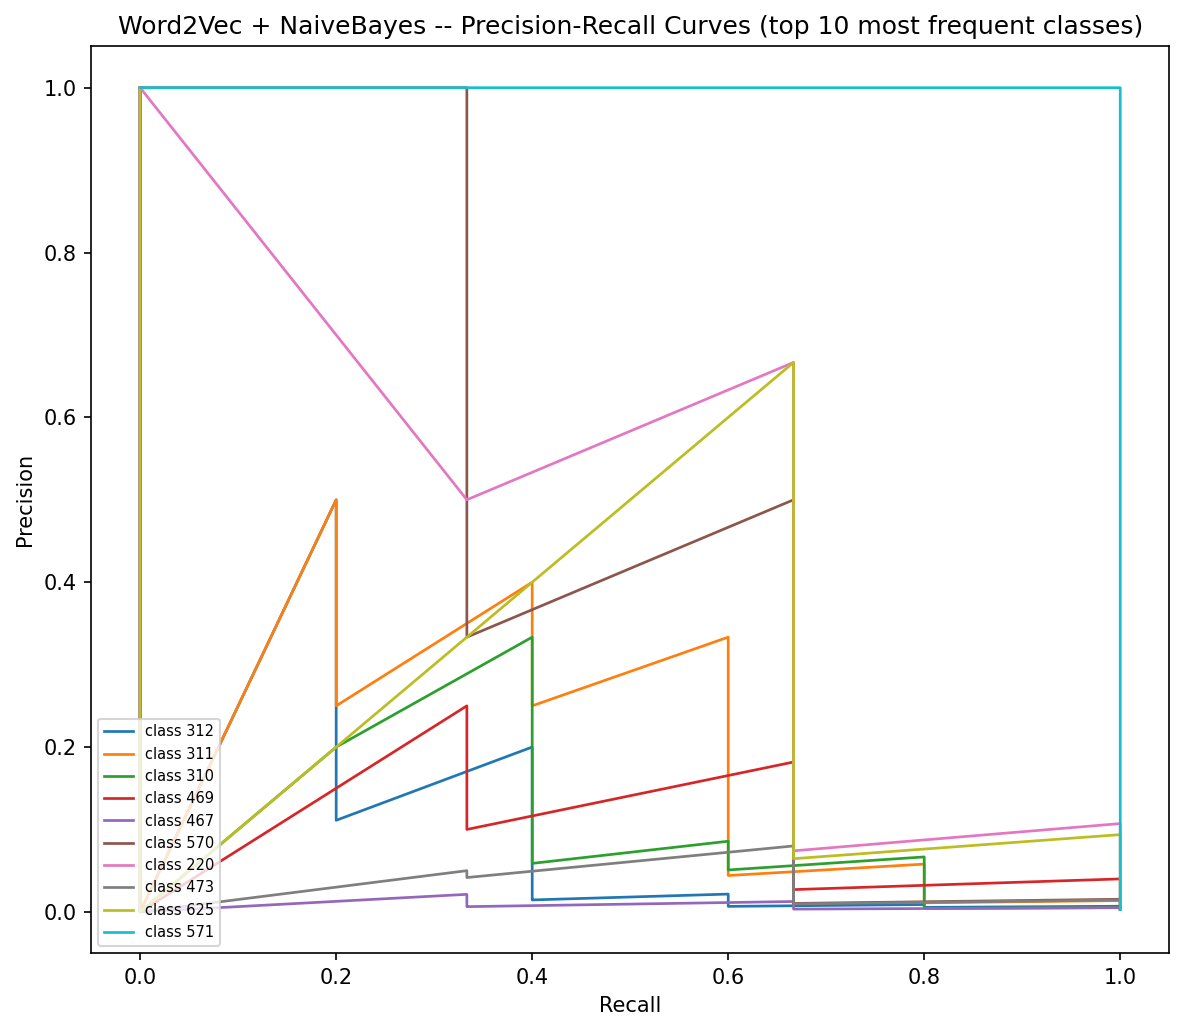 Word2Vec + NaiveBayes -- Precision-Recall Curves (top 10 most frequent classes)
Precision
1.0
0.8
0.6
0.4
0.2
0.0
class 312
class 311
class 310
class 469
class 467
class 570
class 220
class 473
class 625
class 571
0.0 0.2 0.4 0.6 0.8 1.0
Recall